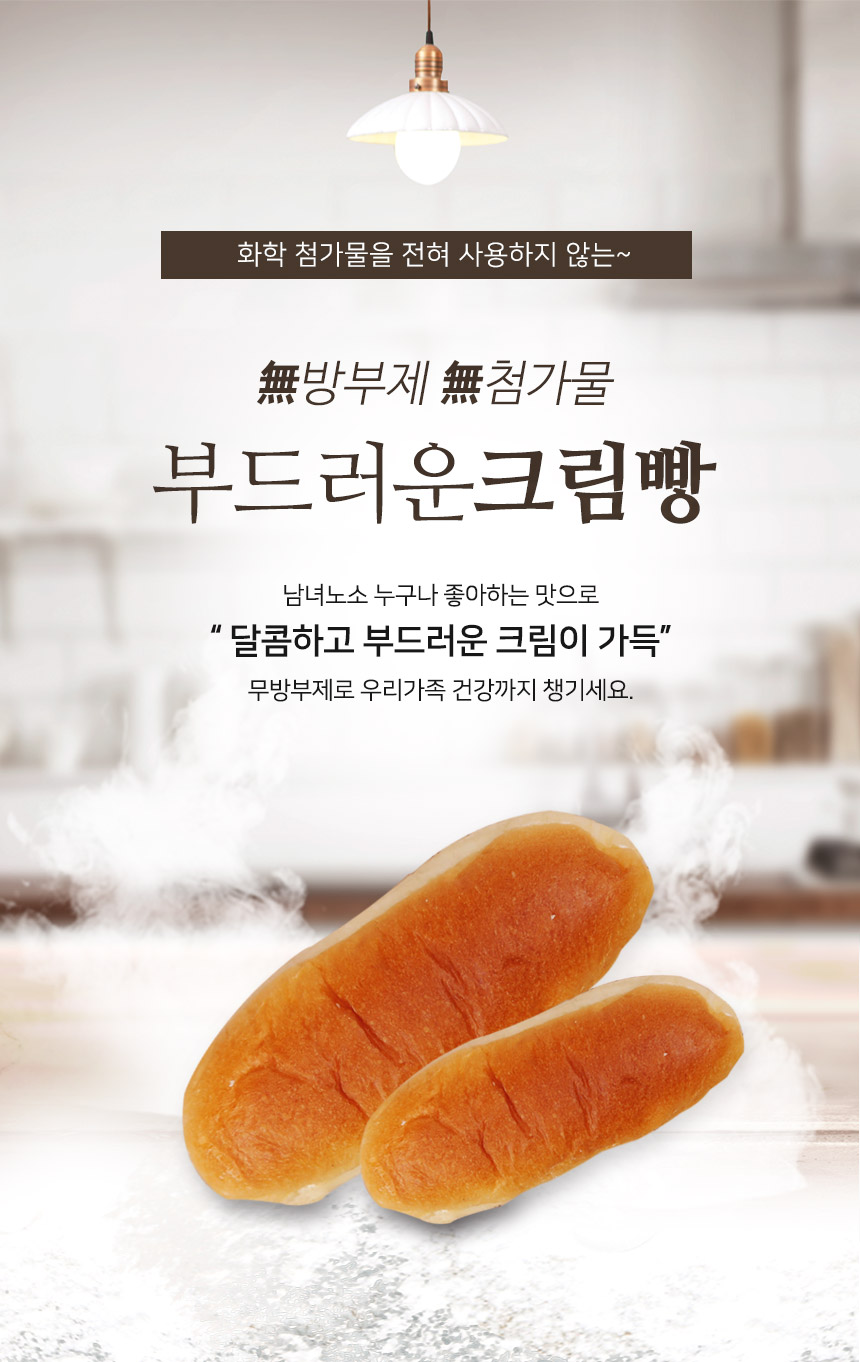 화학 첨가물을 전혀 사용하지 않는~
無방부제 無첨가물
부드러운크림빵
남녀노소 누구나 좋아하는 맛으로
“ 달콤하고 부드러운 크림이 가득”
무방부제로 우리가족 건강까지 챙기세요.